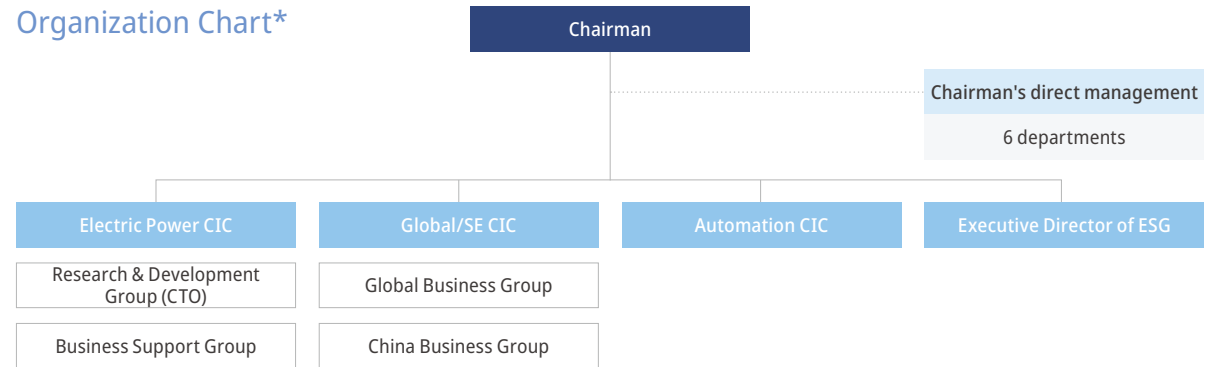 Organization Chart*
Chairman
Chairman's direct management
6 departments
Electric Power CIC
Global/SE CIC
Automation CIC
Executive Director of ESG
Research & Development
Group (CTO)
Global Business Group
Business Support Group
China Business Group